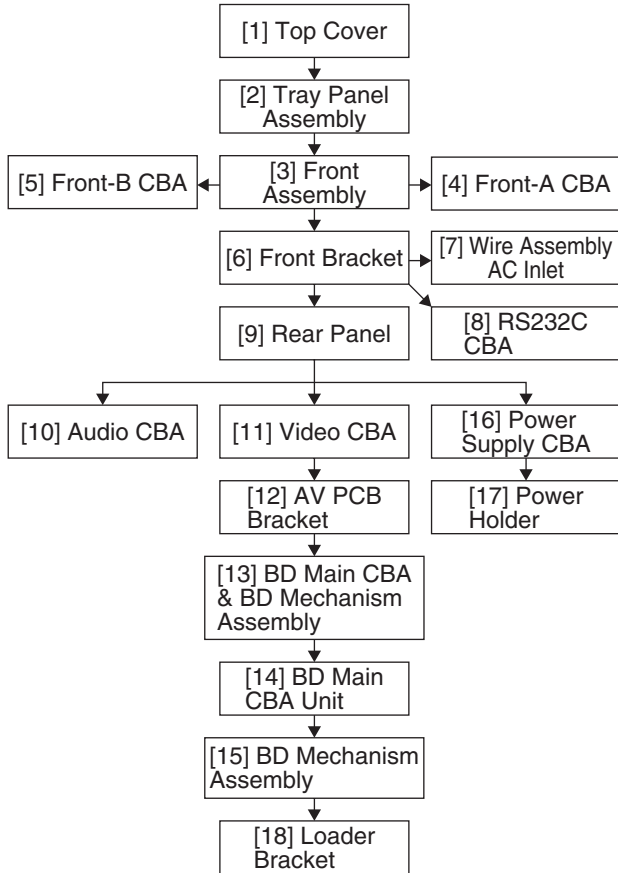 [1] Top Cover
[2] Tray Panel
Assembly
[5] Front-B CBA
[3] Front
Assembly
[4] Front-A CBA
[6] Front Bracket
[7] Wire Assembly
AC Inlet
[9] Rear Panel
[8] RS232C
CBA
[10] Audio CBA
[11] Video CBA
[16] Power
Supply CBA
[12] AV PCB
Bracket
[17] Power
Holder
[13] BD Main CBA
& BD Mechanism
Assembly
[14] BD Main
CBA Unit
[15] BD Mechanism
Assembly
[18] Loader
Bracket